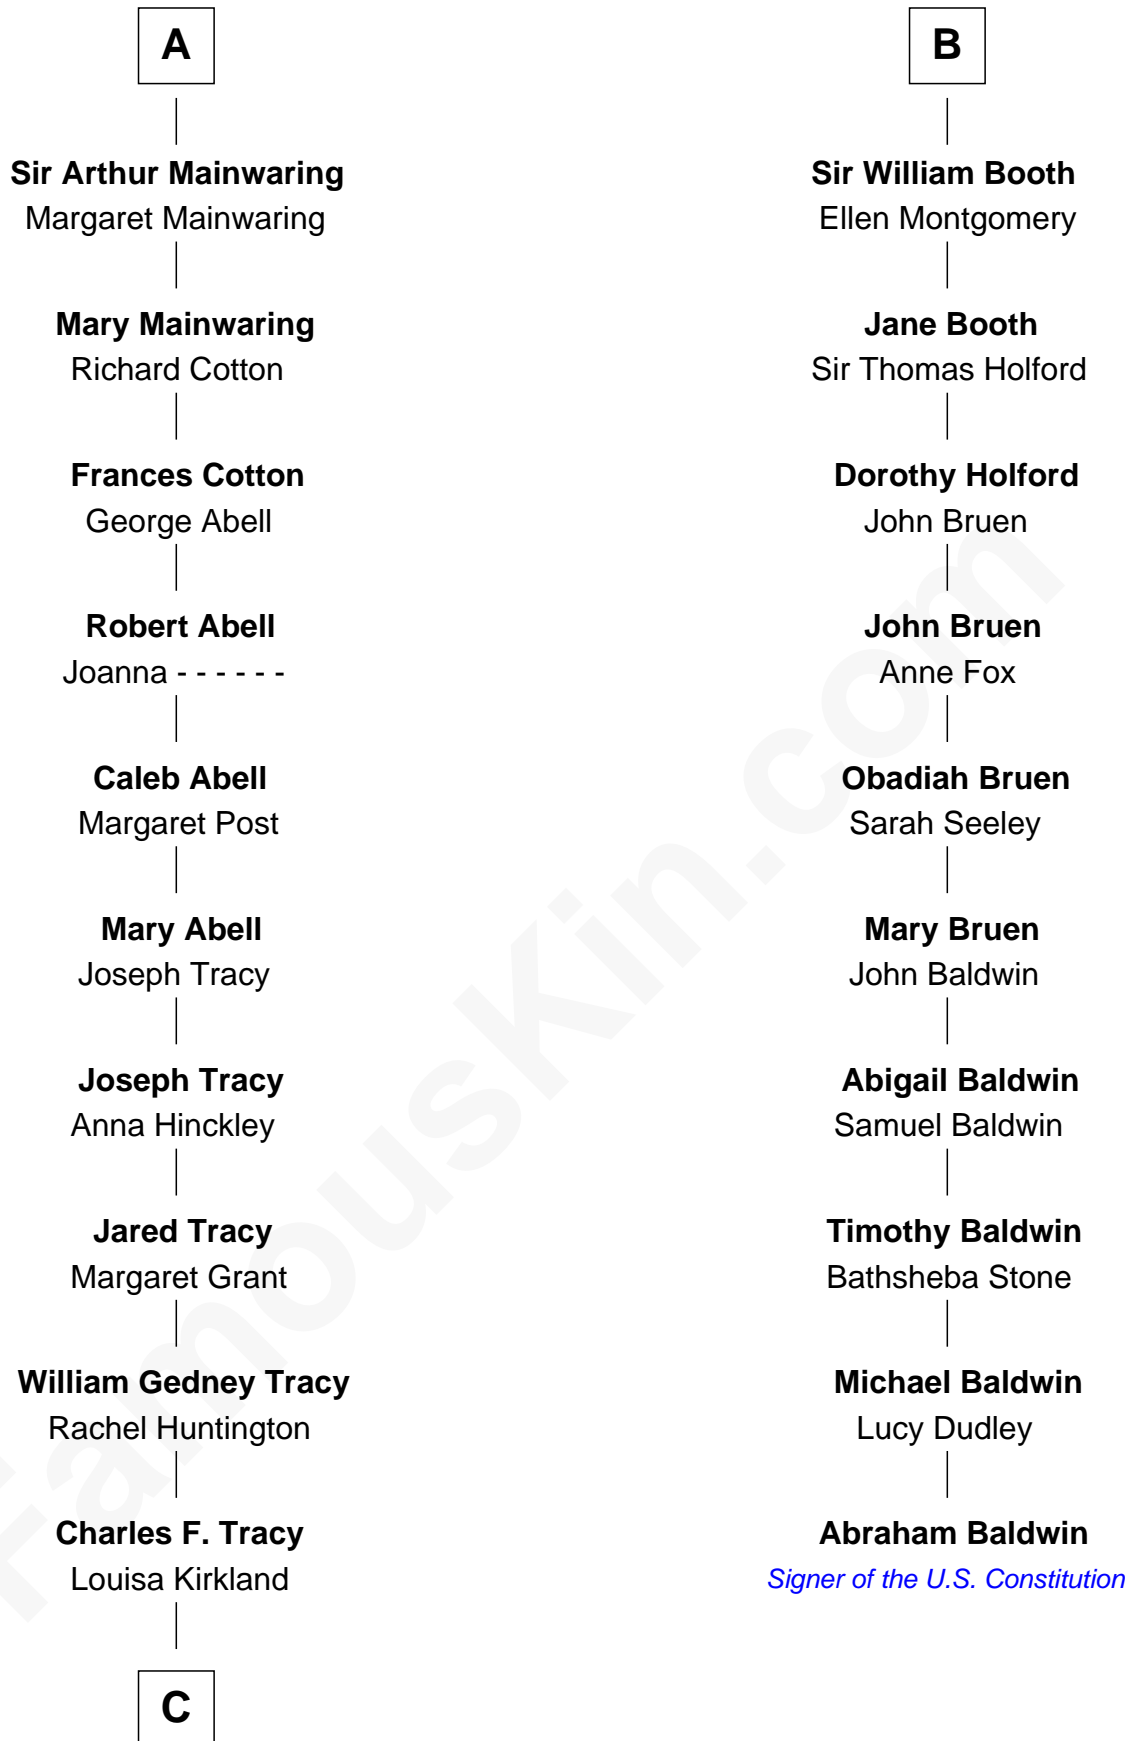 A
Sir Arthur Mainwaring
Margaret Mainwaring
Mary Mainwaring
Richard Cotton
Frances Cotton
George Abell
Robert Abell
Joanna - - - - - -
Caleb Abell
Margaret Post
Mary Abell
Joseph Tracy
Joseph Tracy
Anna Hinckley
Jared Tracy
Margaret Grant
William Gedney Tracy
Rachel Huntington
Charles F. Tracy
Louisa Kirkland
C
B
Sir William Booth
Ellen Montgomery
Jane Booth
Sir Thomas Holford
Dorothy Holford
John Bruen
John Bruen
Anne Fox
Obadiah Bruen
Sarah Seeley
Mary Bruen
John Baldwin
Abigail Baldwin
Samuel Baldwin
Timothy Baldwin
Bathsheba Stone
Michael Baldwin
Lucy Dudley
Abraham Baldwin
Signer of the U.S. Constitution
FamousKin.com